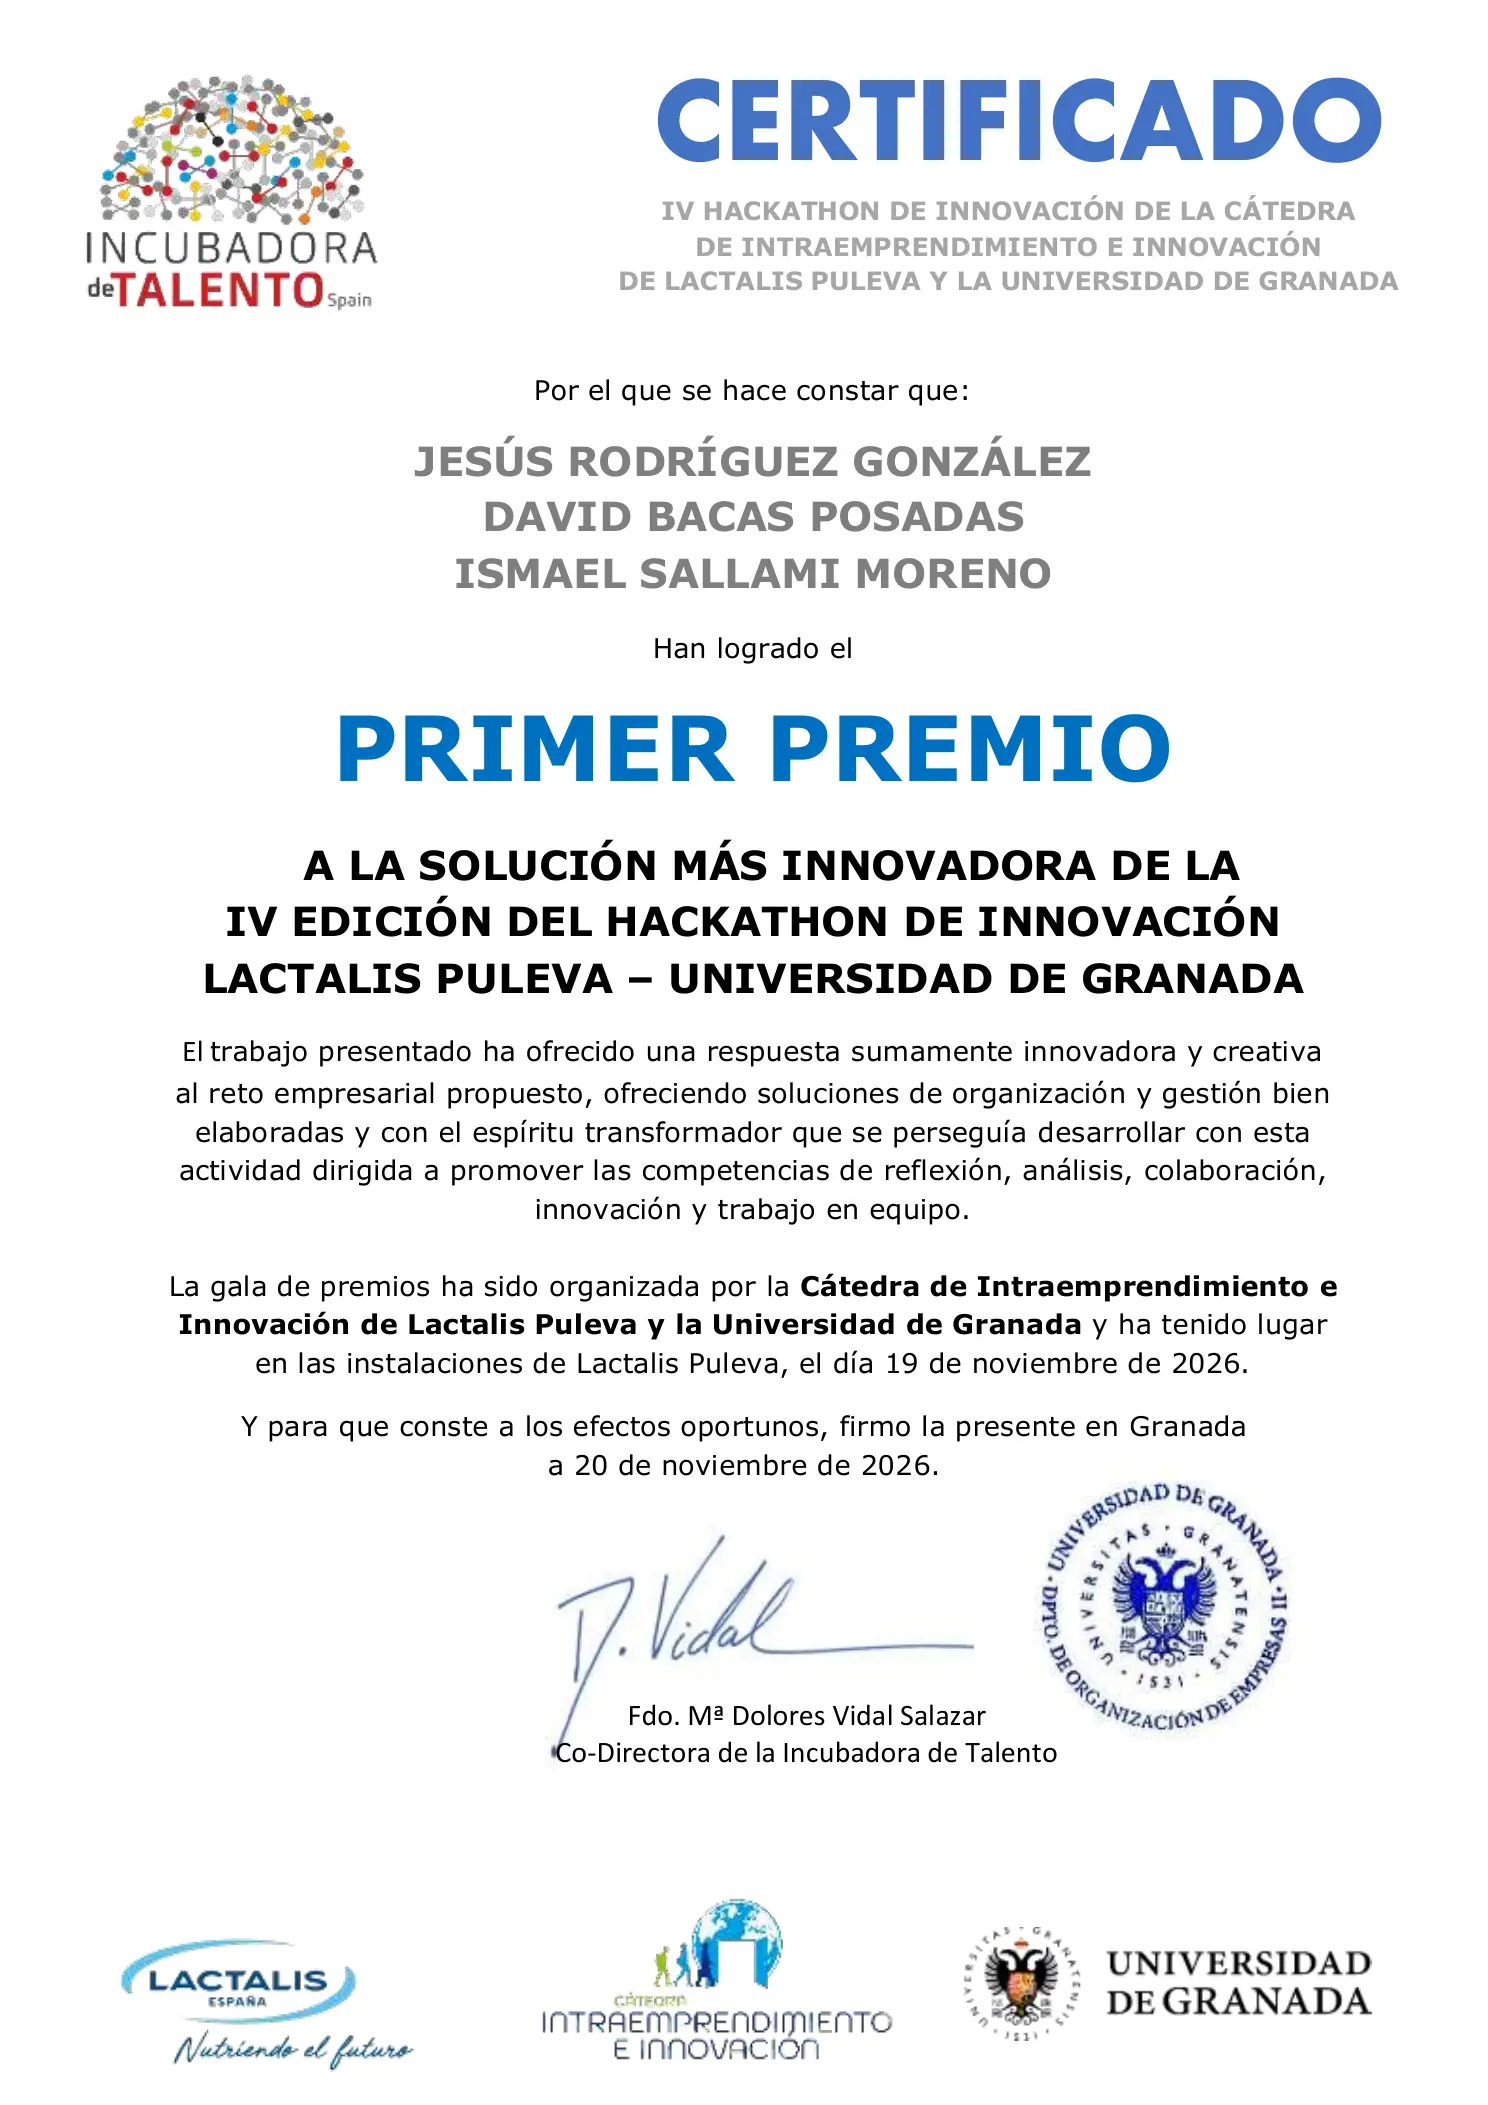 INCUBADORA
deTALENTO Spain
CERTIFICADO
IV HACKATHON DE INNOVACIÓN DE LA CÁTEDRA
DE INTRAEMPRENDIMIENTO E INNOVACIÓN
DE LACTALIS PULEVA Y LA UNIVERSIDAD DE GRANADA
Por el que se hace constar que:
JESÚS RODRÍGUEZ GONZÁLEZ
DAVID BACAS POSADAS
ISMAEL SALLAMI MORENO
Han logrado el
PRIMER PREMIO
A LA SOLUCIÓN MÁS INNOVADORA DE LA
IV EDICIÓN DEL HACKATHON DE INNOVACIÓN
LACTALIS PULEVA – UNIVERSIDAD DE GRANADA
El trabajo presentado ha ofrecido una respuesta sumamente innovadora y creativa
al reto empresarial propuesto, ofreciendo soluciones de organización y gestión bien
elaboradas y con el espíritu transformador que se perseguía desarrollar con esta
actividad dirigida a promover las competencias de reflexión, análisis, colaboración,
innovación y trabajo en equipo.
La gala de premios ha sido organizada por la Cátedra de Intraemprendimiento e
Innovación de Lactalis Puleva y la Universidad de Granada y ha tenido lugar
en las instalaciones de Lactalis Puleva, el día 19 de noviembre de 2026.
Y para que conste a los efectos oportunos, firmo la presente en Granada
a 20 de noviembre de 2026.
D. Vidal
· UNIVERSIDAD DE GRANADA · II
DPTO. DE ORGANIZACIÓN DE EMPRESAS
UNIVERSITAS · GRANATENSIS · 1531 ·
Fdo. Mª Dolores Vidal Salazar
Co-Directora de la Incubadora de Talento
LACTALIS
ESPAÑA
Nutriendo el futuro
CÁTEDRA
INTRAEMPRENDIMIENTO
E INNOVACIÓN
UNIVERSITAS · GRANATENSIS · 1531 ·
UNIVERSIDAD
DE GRANADA